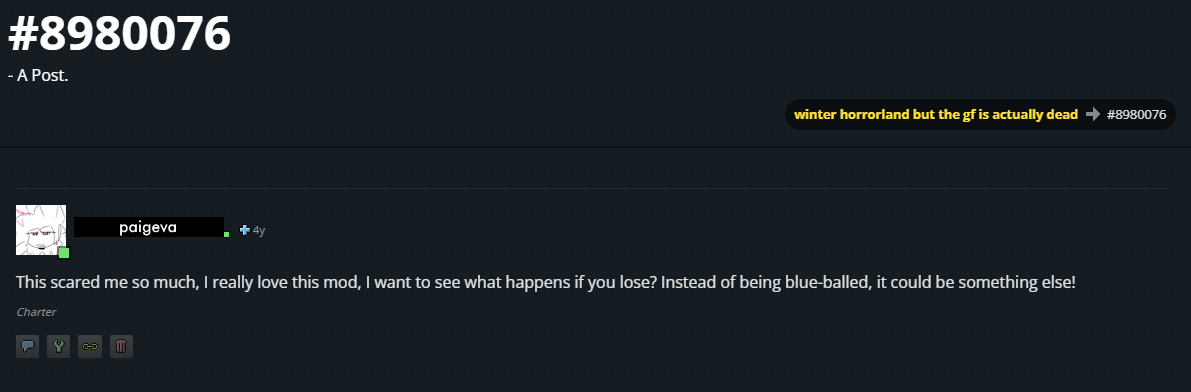 #8980076
- A Post.
winter horrorland but the gf is actually dead #8980076
paigeva 4y
This scared me so much, I really love this mod, I want to see what happens if you lose? Instead of being blue-balled, it could be something else!
Charter